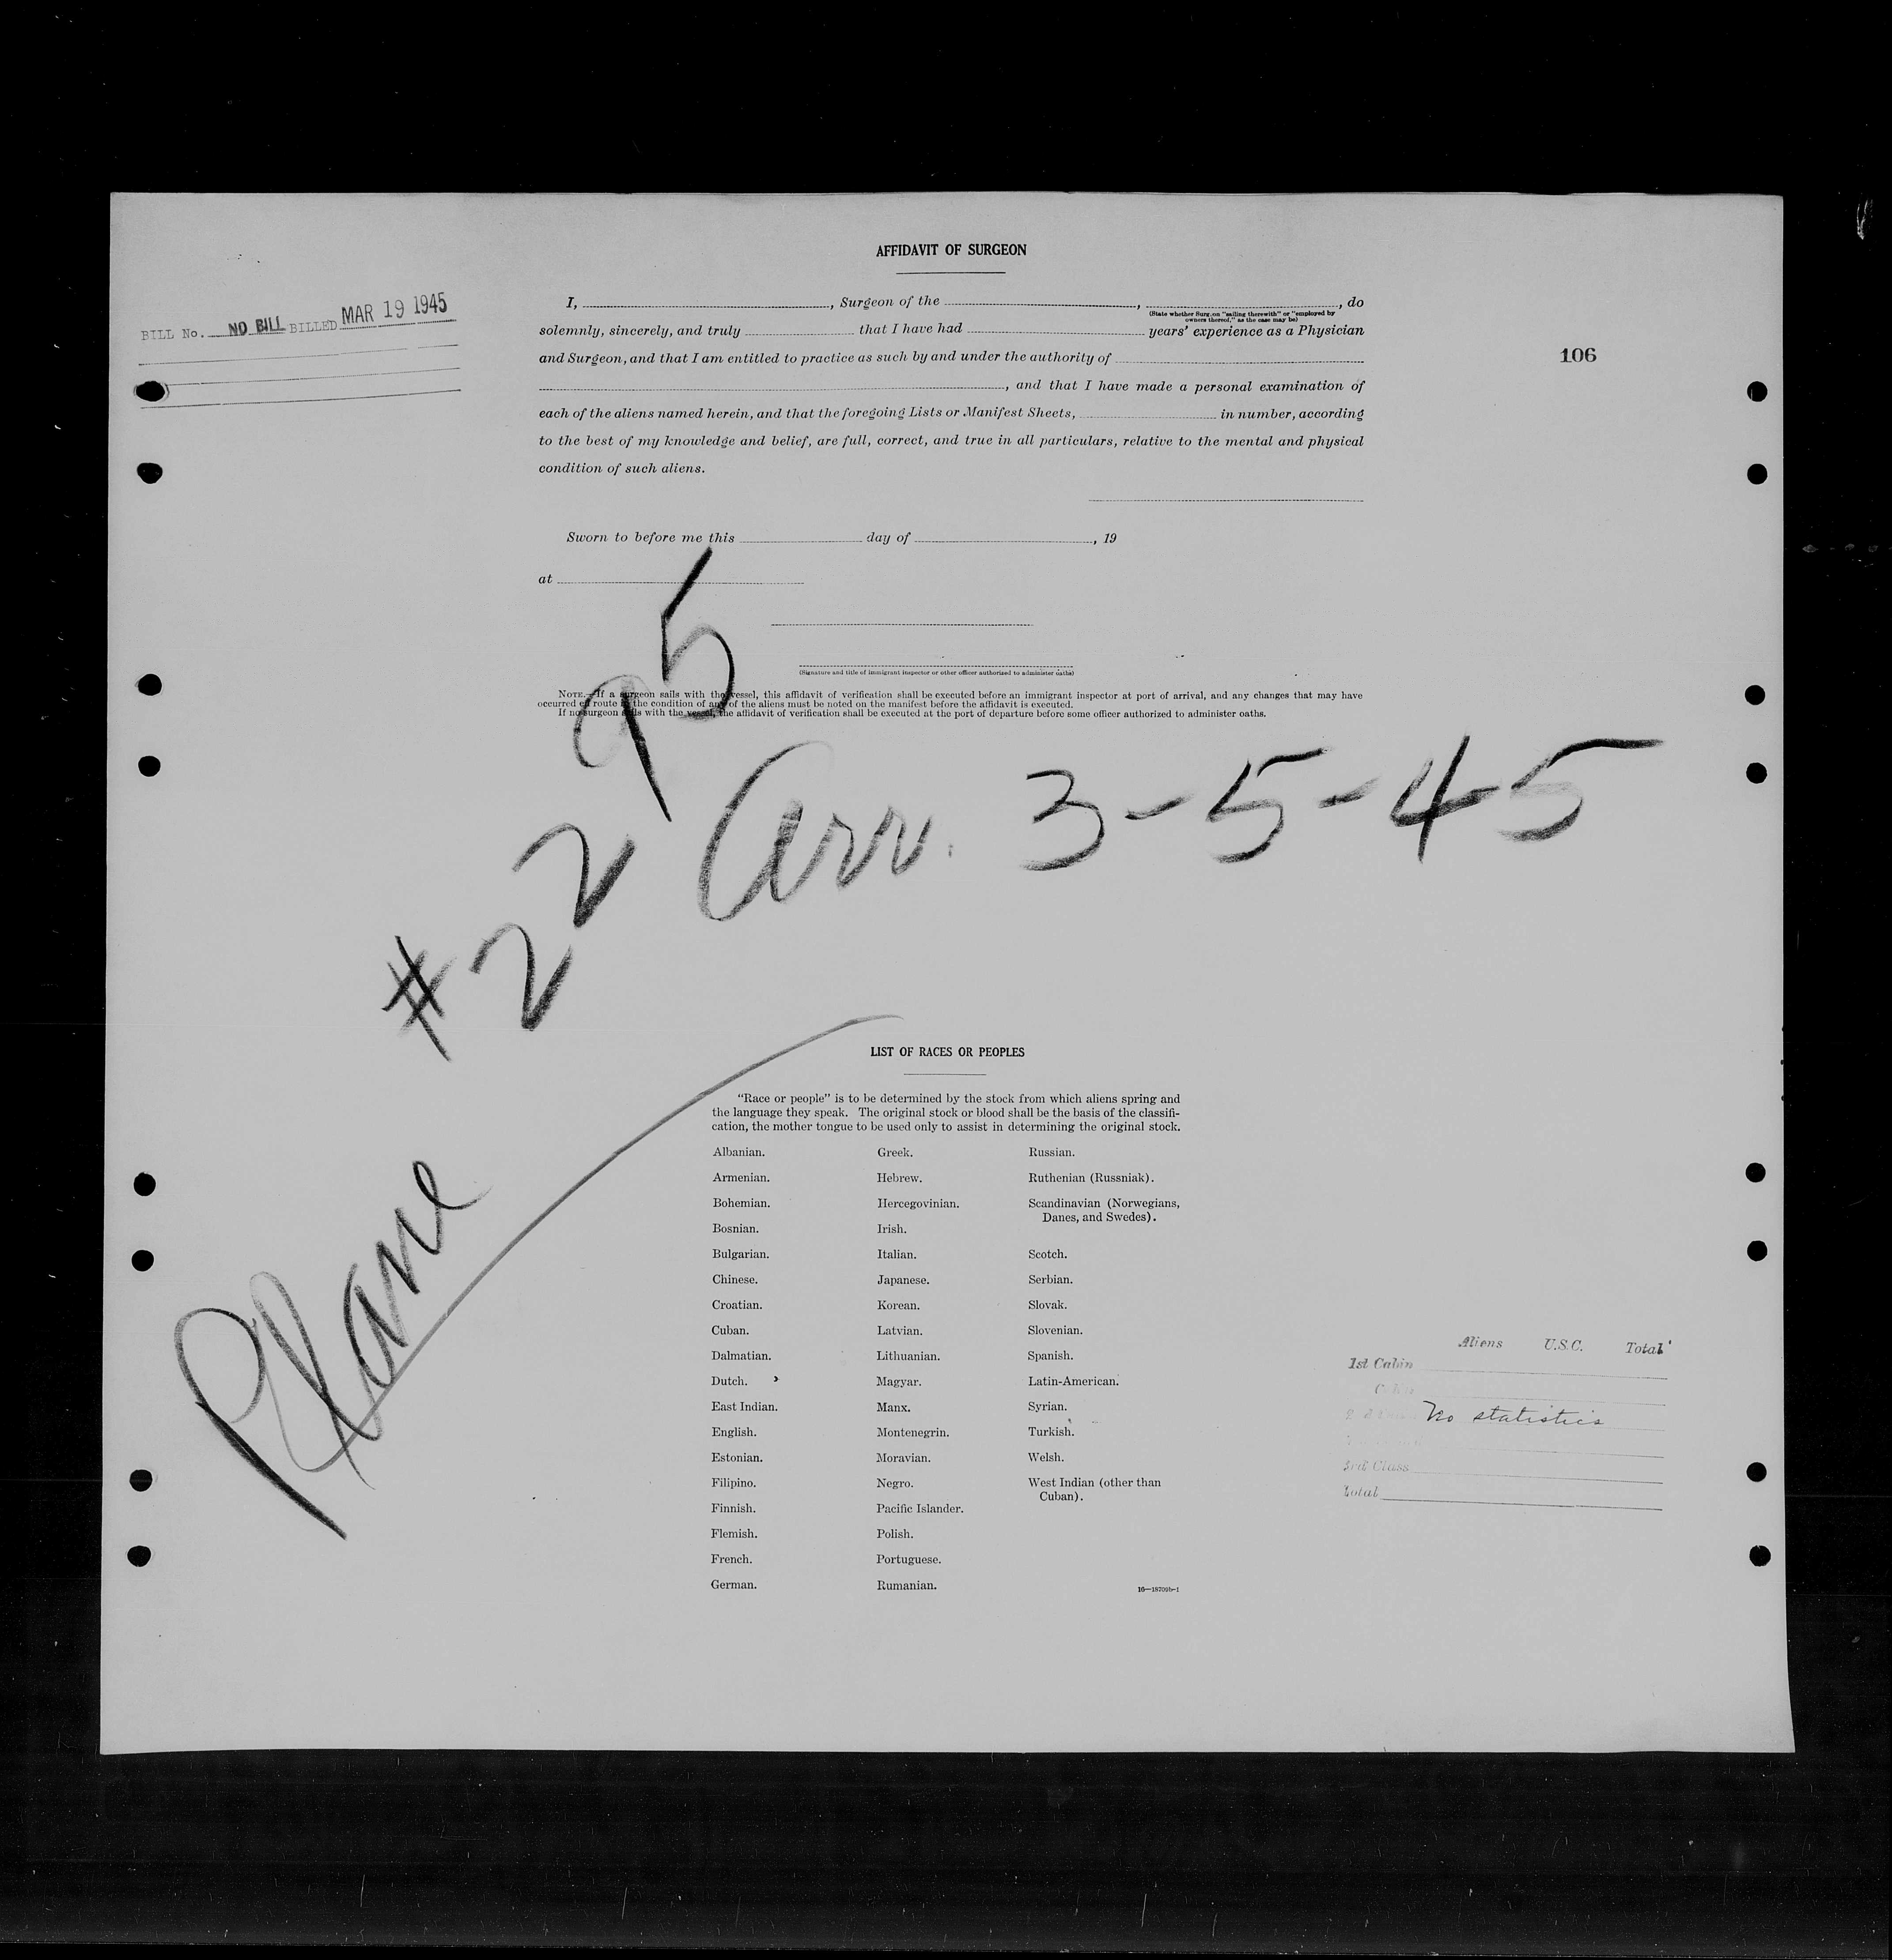 AFFIDAVIT OF SURGEON
BILL No. NO BILL BILLED MAR 19 1945
106
I, , Surgeon of the , , do
(State whether Surgeon "sailing therewith" or "employed by
owners thereof," as the case may be)
solemnly, sincerely, and truly that I have had years' experience as a Physician
and Surgeon, and that I am entitled to practice as such by and under the authority of
, and that I have made a personal examination of
each of the aliens named herein, and that the foregoing Lists or Manifest Sheets, in number, according
to the best of my knowledge and belief, are full, correct, and true in all particulars, relative to the mental and physical
condition of such aliens.
Sworn to before me this day of , 19
at
(Signature and title of immigrant inspector or other officer authorized to administer oaths)
NOTE.—If a surgeon sails with the vessel, this affidavit of verification shall be executed before an immigrant inspector at port of arrival, and any changes that may have
occurred en route in the condition of any of the aliens must be noted on the manifest before the affidavit is executed.
If no surgeon sails with the vessel, the affidavit of verification shall be executed at the port of departure before some officer authorized to administer oaths.
Plane #2295
Arr. 3-5-45
LIST OF RACES OR PEOPLES
"Race or people" is to be determined by the stock from which aliens spring and
the language they speak. The original stock or blood shall be the basis of the classifi-
cation, the mother tongue to be used only to assist in determining the original stock.
Albanian.
Armenian.
Bohemian.
Bosnian.
Bulgarian.
Chinese.
Croatian.
Cuban.
Dalmatian.
Dutch.
East Indian.
English.
Estonian.
Filipino.
Finnish.
Flemish.
French.
German.
Greek.
Hebrew.
Hercegovinian.
Irish.
Italian.
Japanese.
Korean.
Latvian.
Lithuanian.
Magyar.
Manx.
Montenegrin.
Moravian.
Negro.
Pacific Islander.
Polish.
Portuguese.
Rumanian.
Russian.
Ruthenian (Russniak).
Scandinavian (Norwegians,
Danes, and Swedes).
Scotch.
Serbian.
Slovak.
Slovenian.
Spanish.
Latin-American.
Syrian.
Turkish.
Welsh.
West Indian (other than
Cuban).
Aliens U.S.C. Total
1st Cabin
No statistics
3rd Class
Total